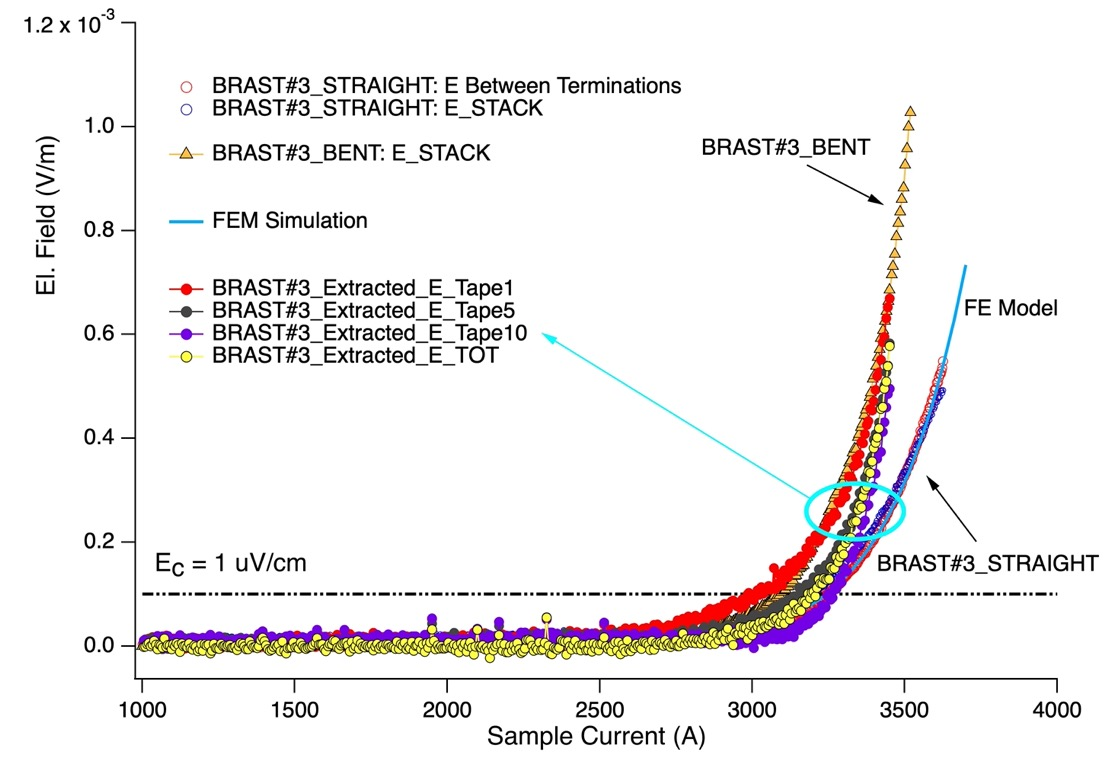 1.2 x 10⁻³
1.0
0.8
0.6
0.4
0.2
0.0
El. Field (V/m)
BRAST#3_STRAIGHT: E Between Terminations
BRAST#3_STRAIGHT: E_STACK
BRAST#3_BENT: E_STACK
FEM Simulation
BRAST#3_Extracted_E_Tape1
BRAST#3_Extracted_E_Tape5
BRAST#3_Extracted_E_Tape10
BRAST#3_Extracted_E_TOT
BRAST#3_BENT
FE Model
BRAST#3_STRAIGHT
E_C = 1 uV/cm
1000 1500 2000 2500 3000 3500 4000
Sample Current (A)